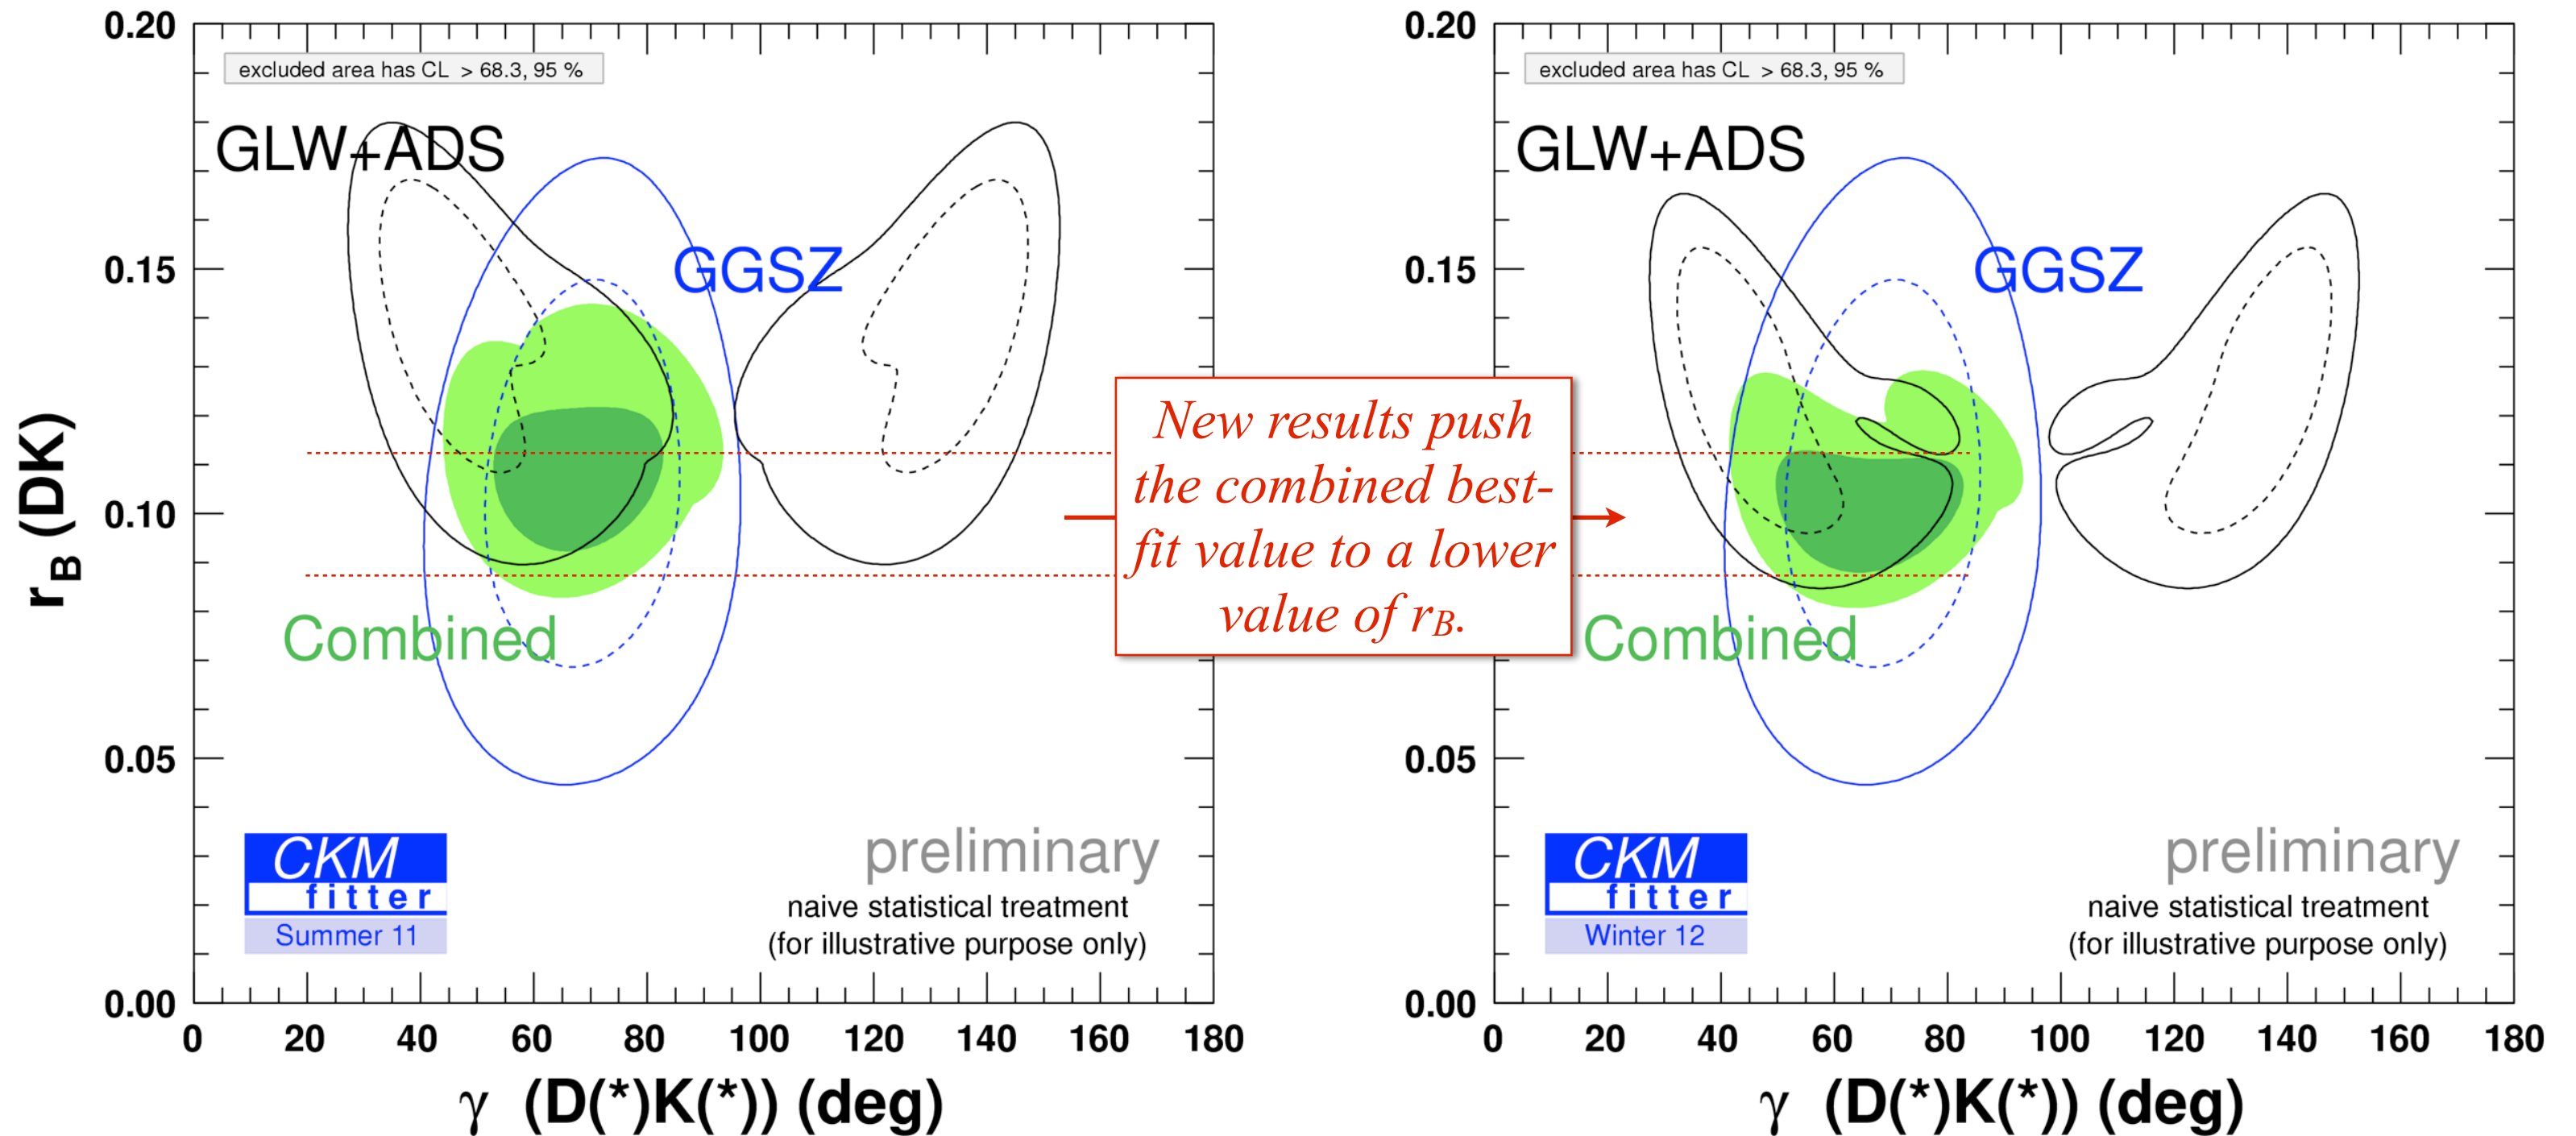 0.20
0.15
0.10
0.05
0.00
r_B (DK)
excluded area has CL > 68.3, 95 %
GLW+ADS
GGSZ
Combined
CKM
fitter
Summer 11
preliminary
naive statistical treatment
(for illustrative purpose only)
0 20 40 60 80 100 120 140 160 180
γ (D(*)K(*)) (deg)
New results push
the combined best-
fit value to a lower
value of r_B.
0.20
0.15
0.05
0.00
excluded area has CL > 68.3, 95 %
GLW+ADS
GGSZ
Combined
CKM
fitter
Winter 12
preliminary
naive statistical treatment
(for illustrative purpose only)
0 20 40 60 80 100 120 140 160 180
γ (D(*)K(*)) (deg)